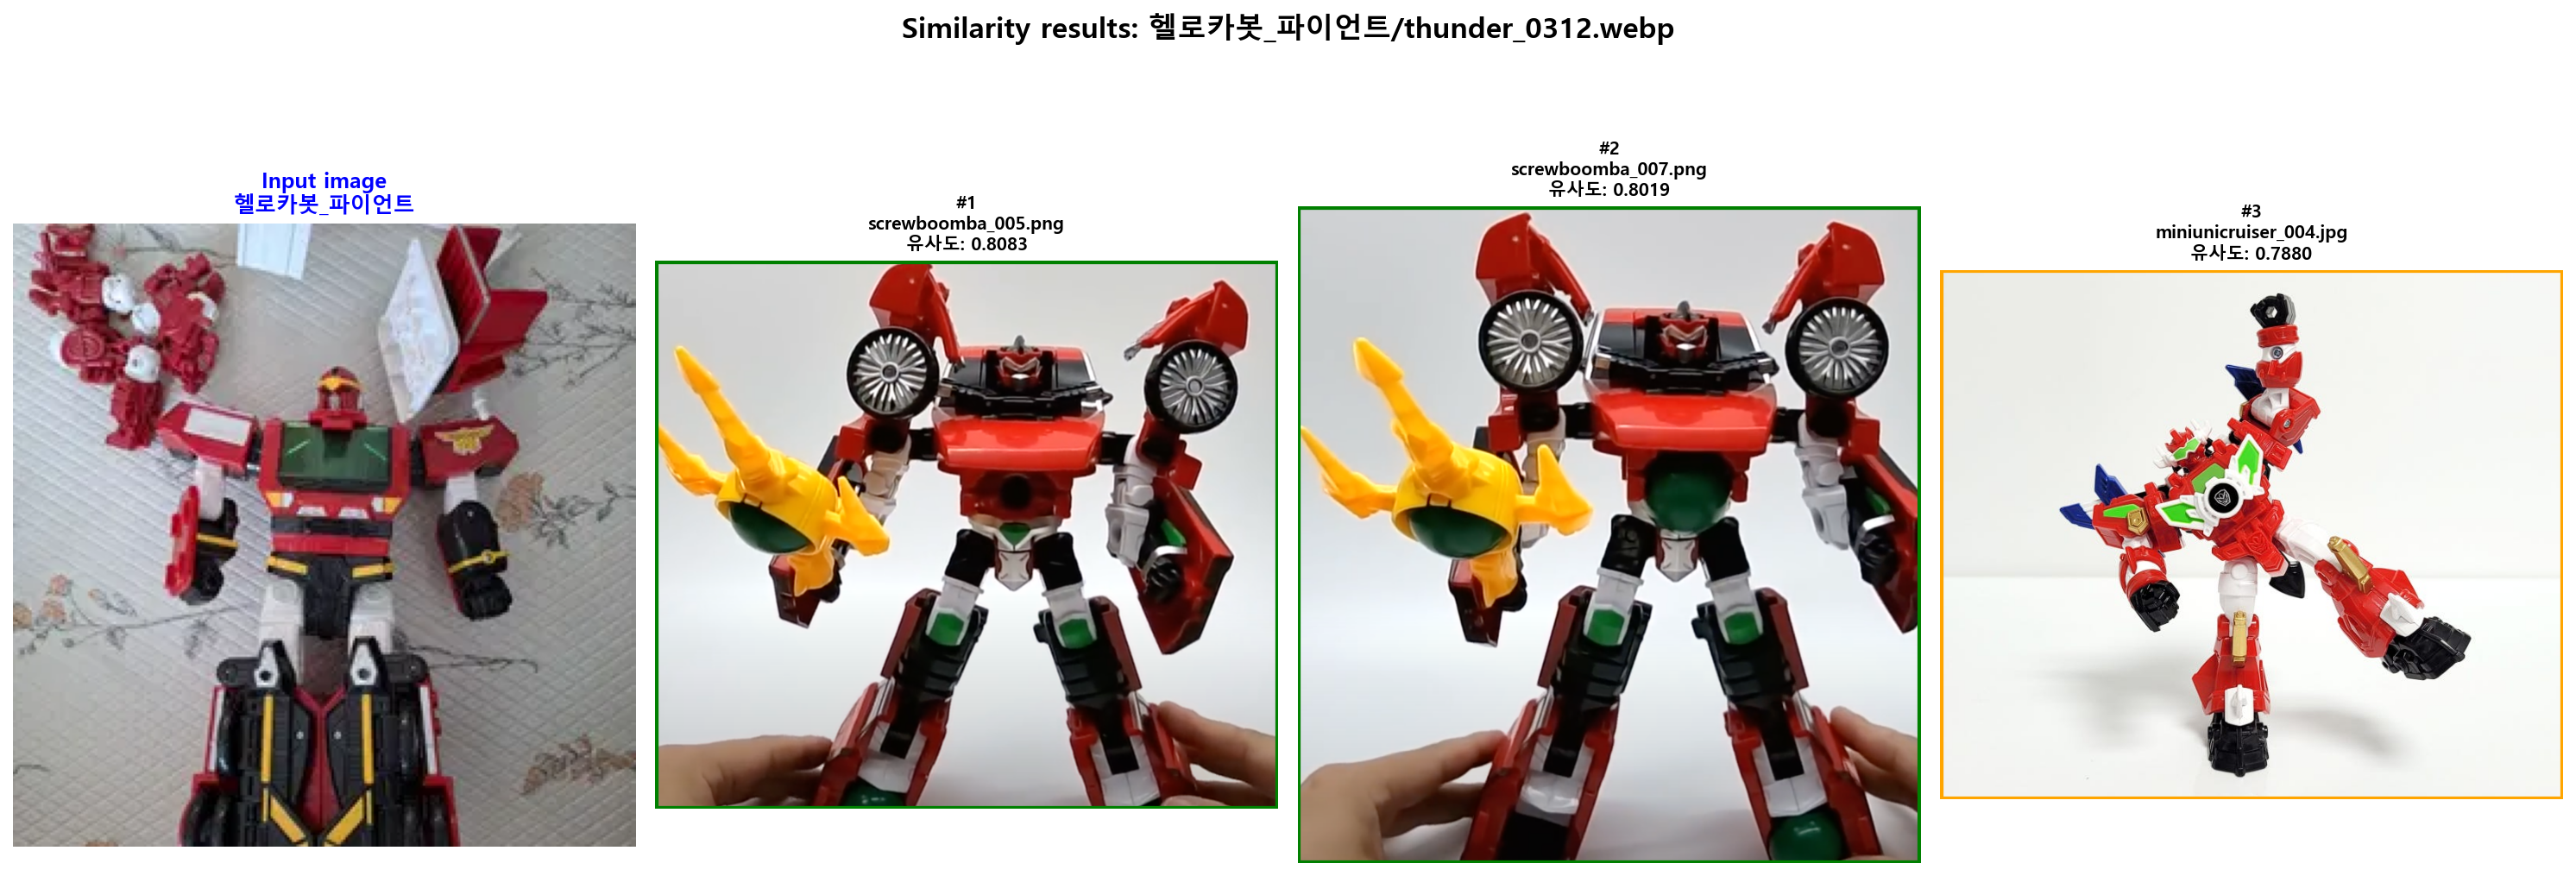 Similarity results: 헬로카봇_파이언트/thunder_0312.webp
Input image
헬로카봇_파이언트
#1
screwboomba_005.png
유사도: 0.8083
#2
screwboomba_007.png
유사도: 0.8019
#3
miniunicruiser_004.jpg
유사도: 0.7880